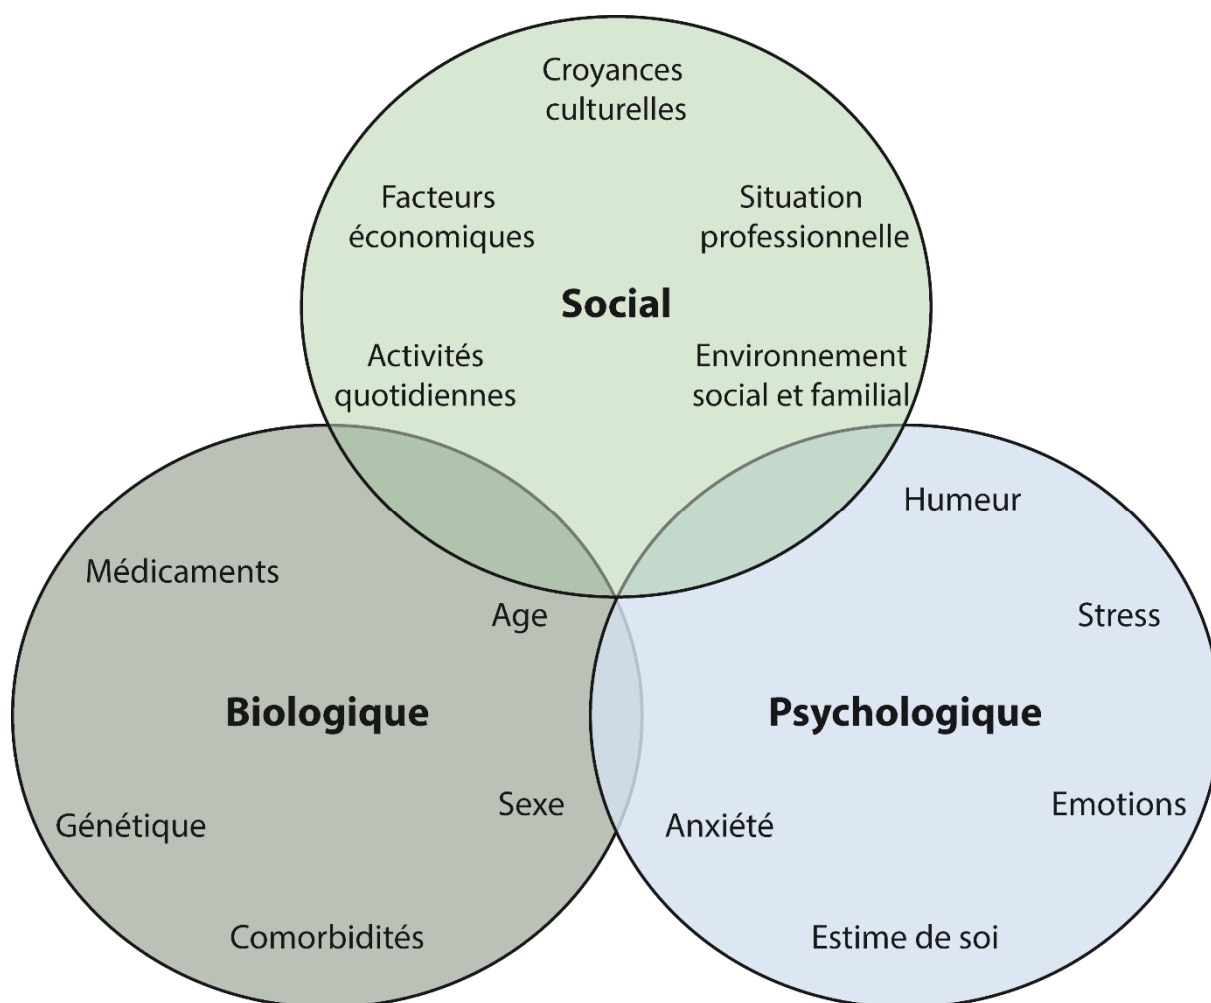 Croyances
culturelles
Facteurs
économiques
Situation
professionnelle
Social
Activités
quotidiennes
Environnement
social et familial
Médicaments
Age
Biologique
Génétique
Sexe
Comorbidités
Humeur
Stress
Psychologique
Anxiété
Emotions
Estime de soi